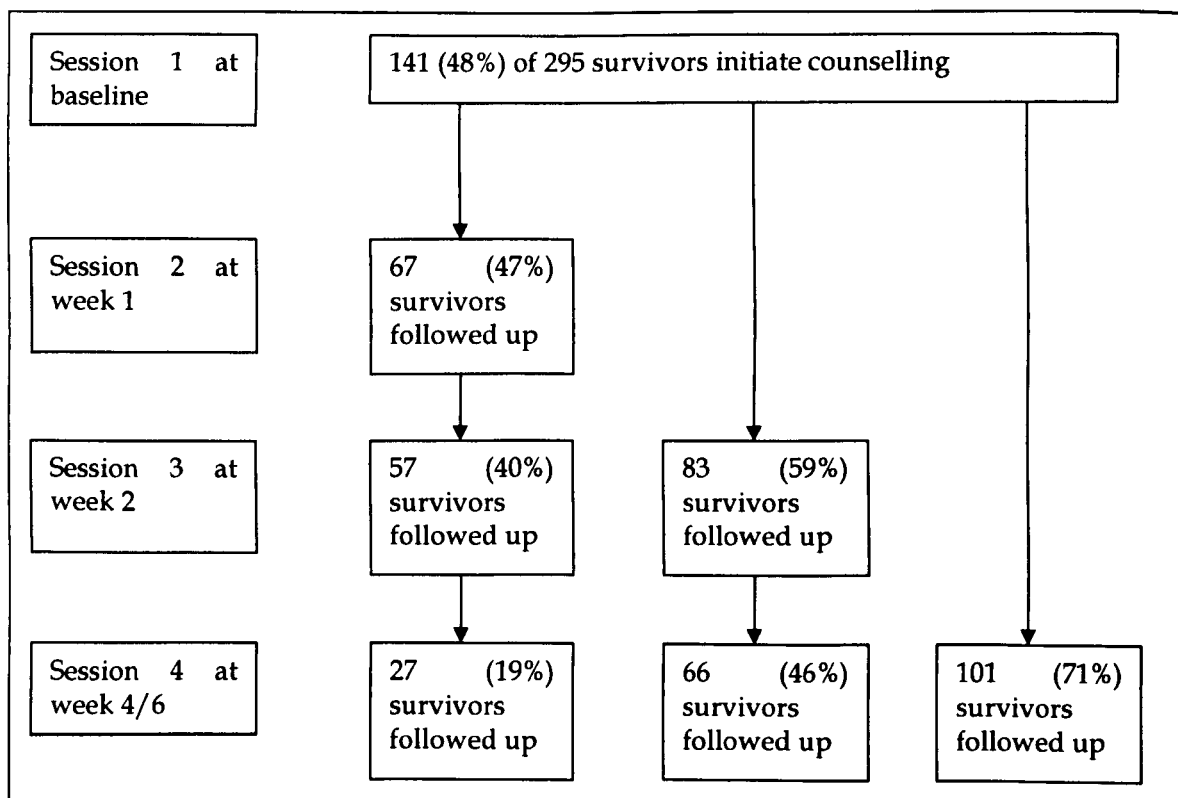 Session 1 at
baseline
141 (48%) of 295 survivors initiate counselling
Session 2 at
week 1
67 (47%)
survivors
followed up
Session 3 at
week 2
57 (40%)
survivors
followed up
83 (59%)
survivors
followed up
Session 4 at
week 4/6
27 (19%)
survivors
followed up
66 (46%)
survivors
followed up
101 (71%)
survivors
followed up